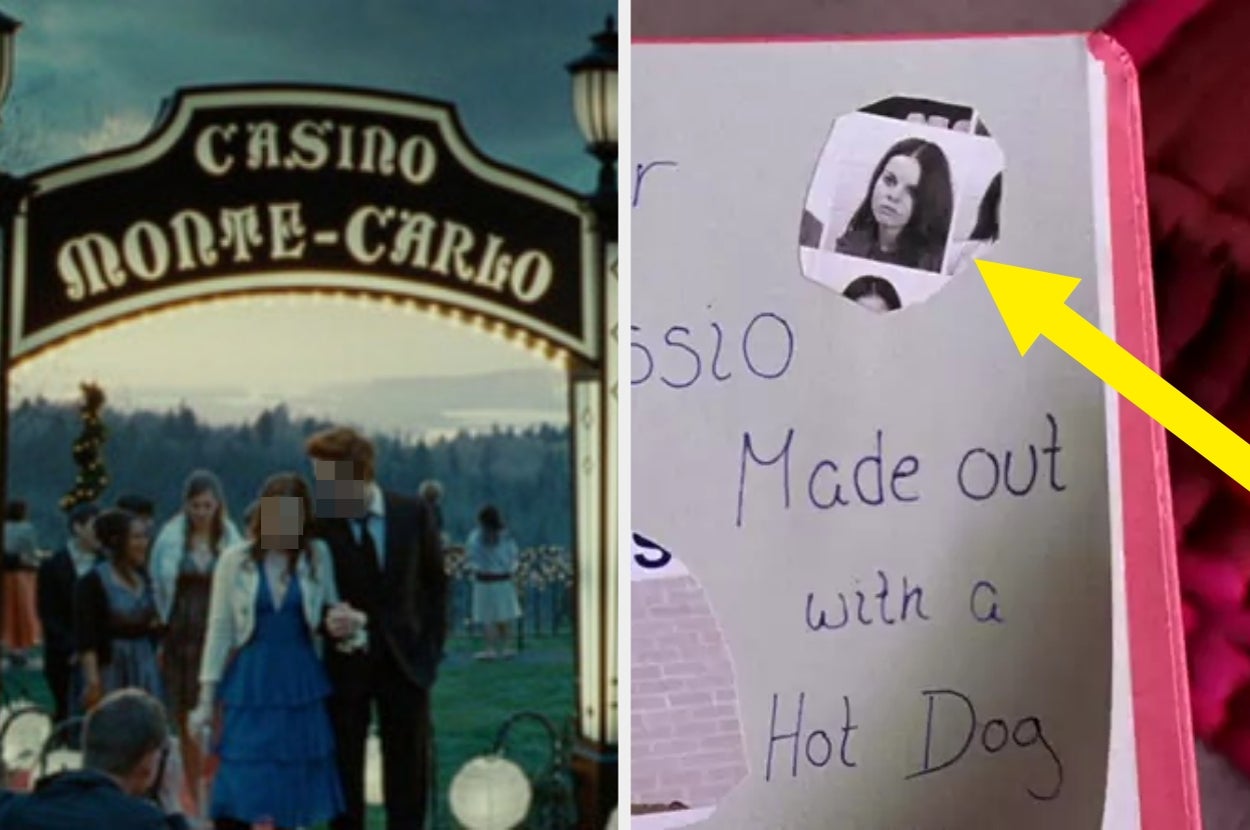 CASINO
MONTE-CARLO
r
ssio
Made out
with a
Hot Dog
s